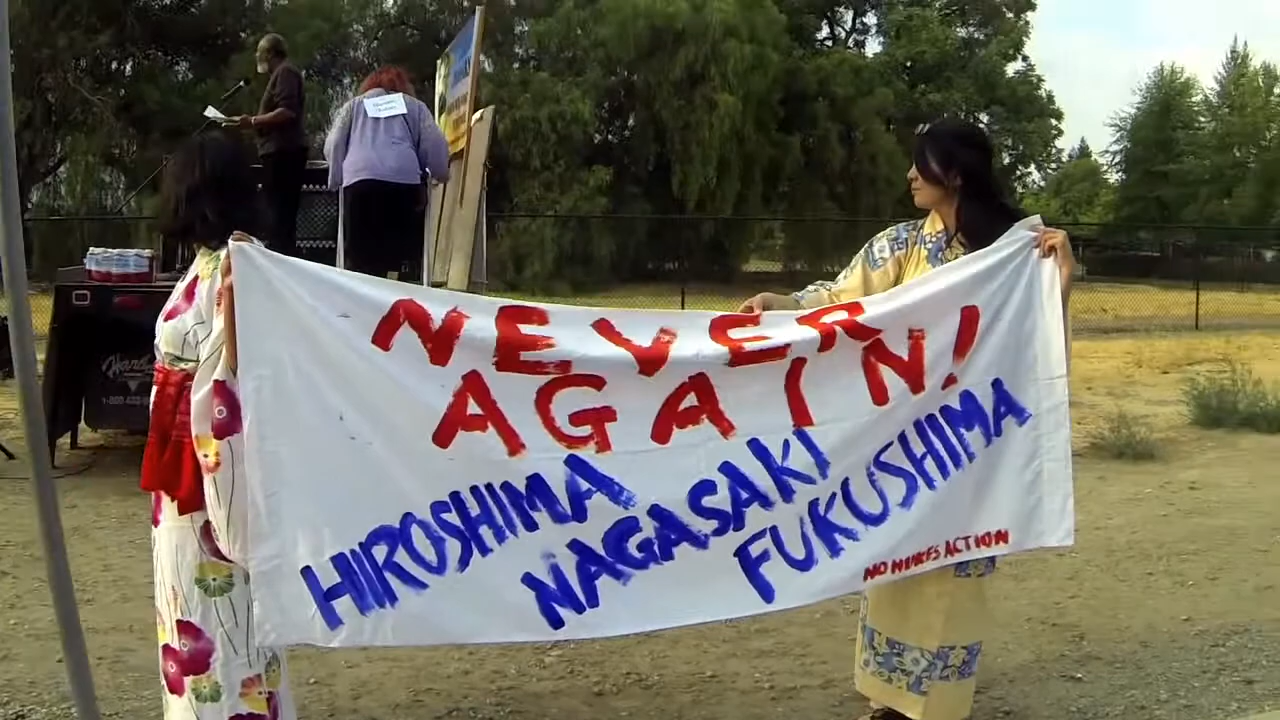 NEVER
AGAIN!
HIROSHIMA
NAGASAKI
FUKUSHIMA
NO NUKES ACTION